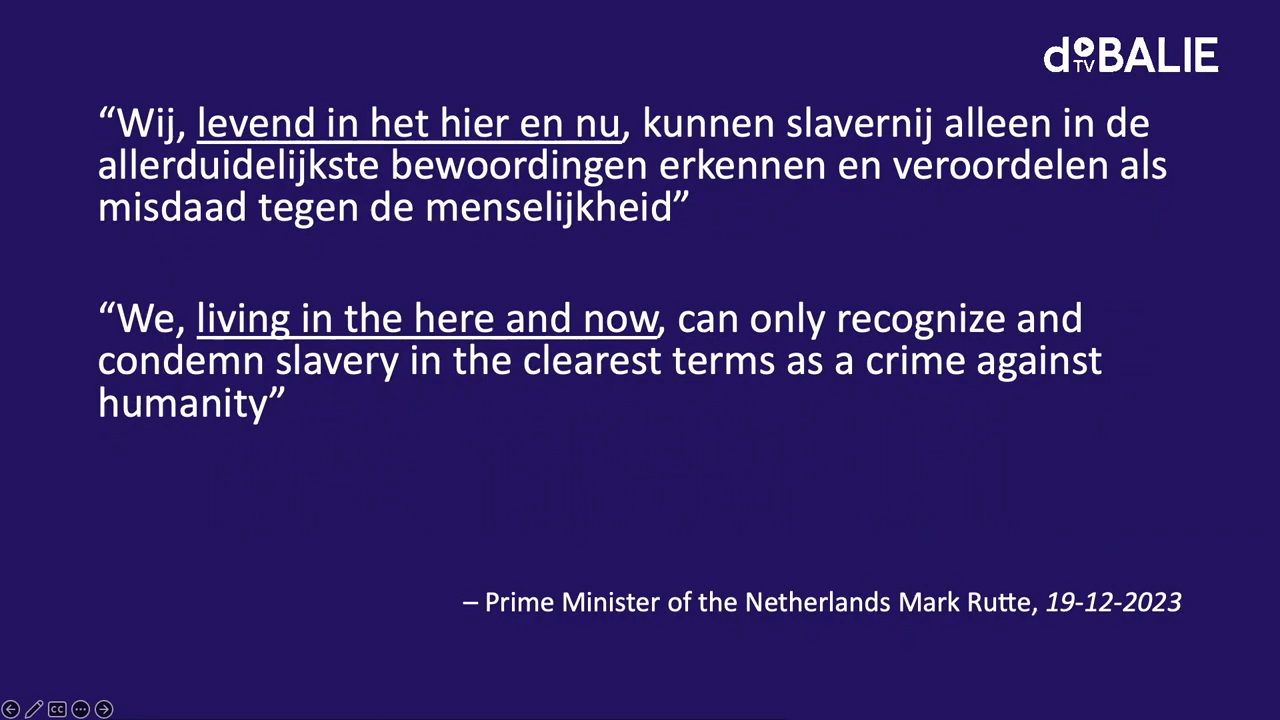 de BALIE
TV
“Wij, levend in het hier en nu, kunnen slavernij alleen in de
allerduidelijkste bewoordingen erkennen en veroordelen als
misdaad tegen de menselijkheid”
“We, living in the here and now, can only recognize and
condemn slavery in the clearest terms as a crime against
humanity”
– Prime Minister of the Netherlands Mark Rutte, 19-12-2023
CC